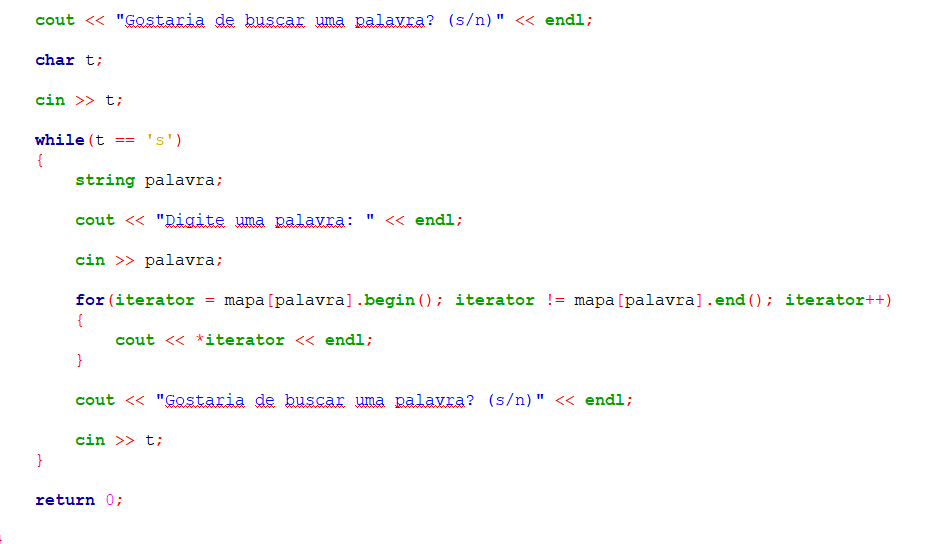 cout << "Gostaria de buscar uma palavra? (s/n)" << endl;
char t;
cin >> t;
while(t == 's')
{
string palavra;
cout << "Digite uma palavra: " << endl;
cin >> palavra;
for(iterator = mapa[palavra].begin(); iterator != mapa[palavra].end(); iterator++)
{
cout << *iterator << endl;
}
cout << "Gostaria de buscar uma palavra? (s/n)" << endl;
cin >> t;
}
return 0;